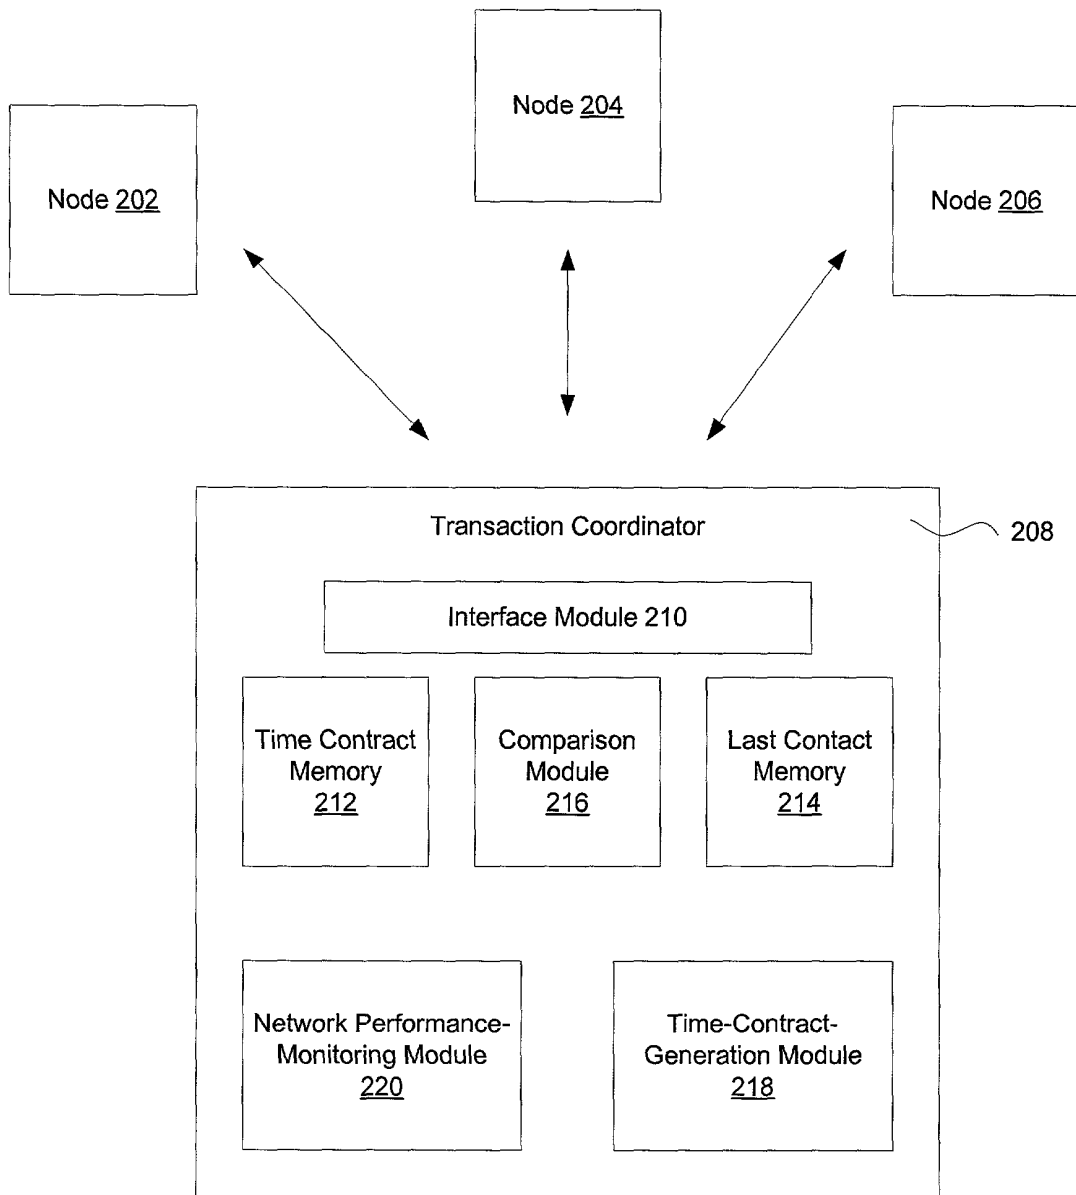 Node 204
Node 202
Node 206
Transaction Coordinator
208
Interface Module 210
Time Contract
Memory
212
Comparison
Module
216
Last Contact
Memory
214
Network Performance-
Monitoring Module
220
Time-Contract-
Generation Module
218